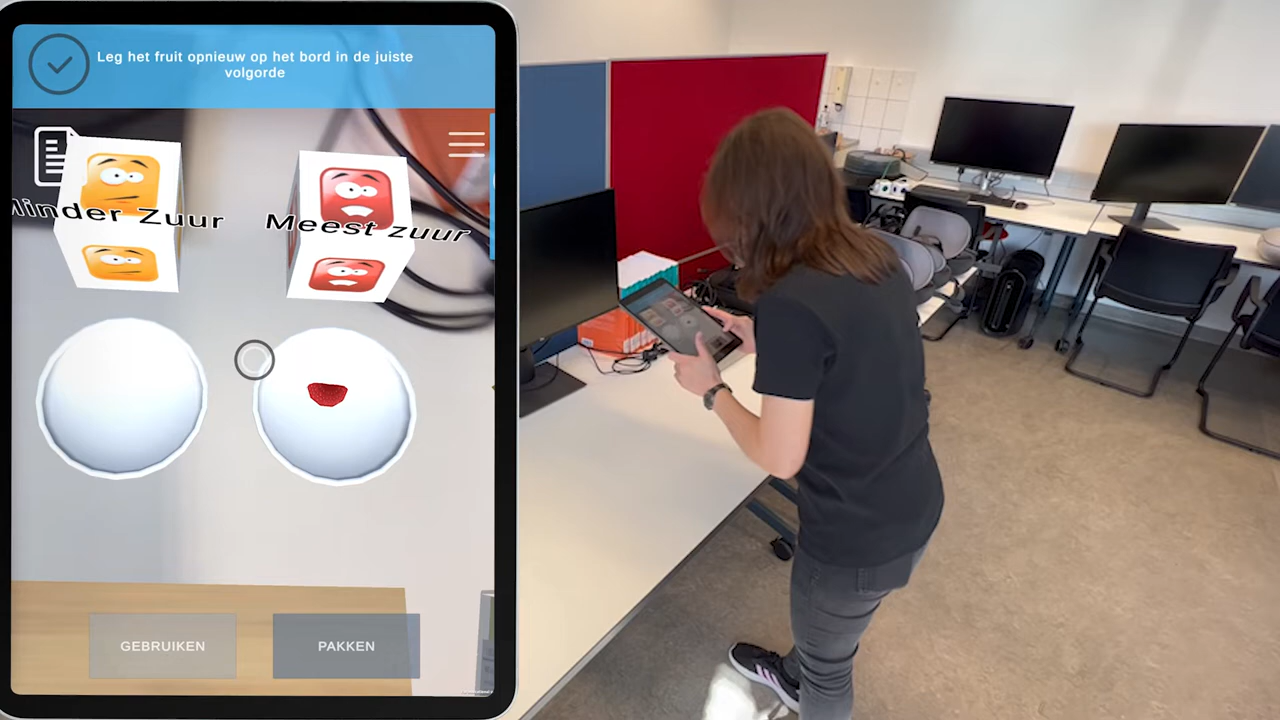 Leg het fruit opnieuw op het bord in de juiste
volgorde
Minder Zuur
Meest zuur
GEBRUIKEN
PAKKEN